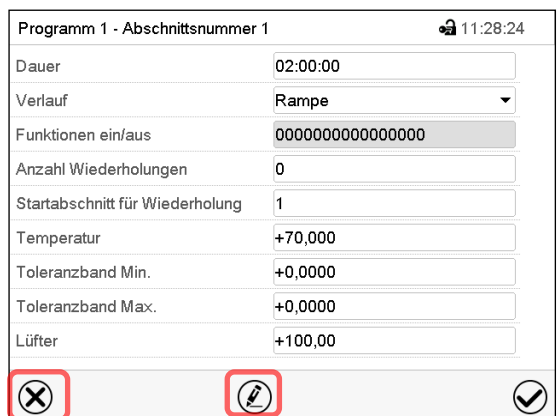 Programm 1 - Abschnittsnummer 1 11:28:24
Dauer 02:00:00
Verlauf Rampe
Funktionen ein/aus 0000000000000000
Anzahl Wiederholungen 0
Startabschnitt für Wiederholung 1
Temperatur +70,000
Toleranzband Min. +0,0000
Toleranzband Max. +0,0000
Lüfter +100,00